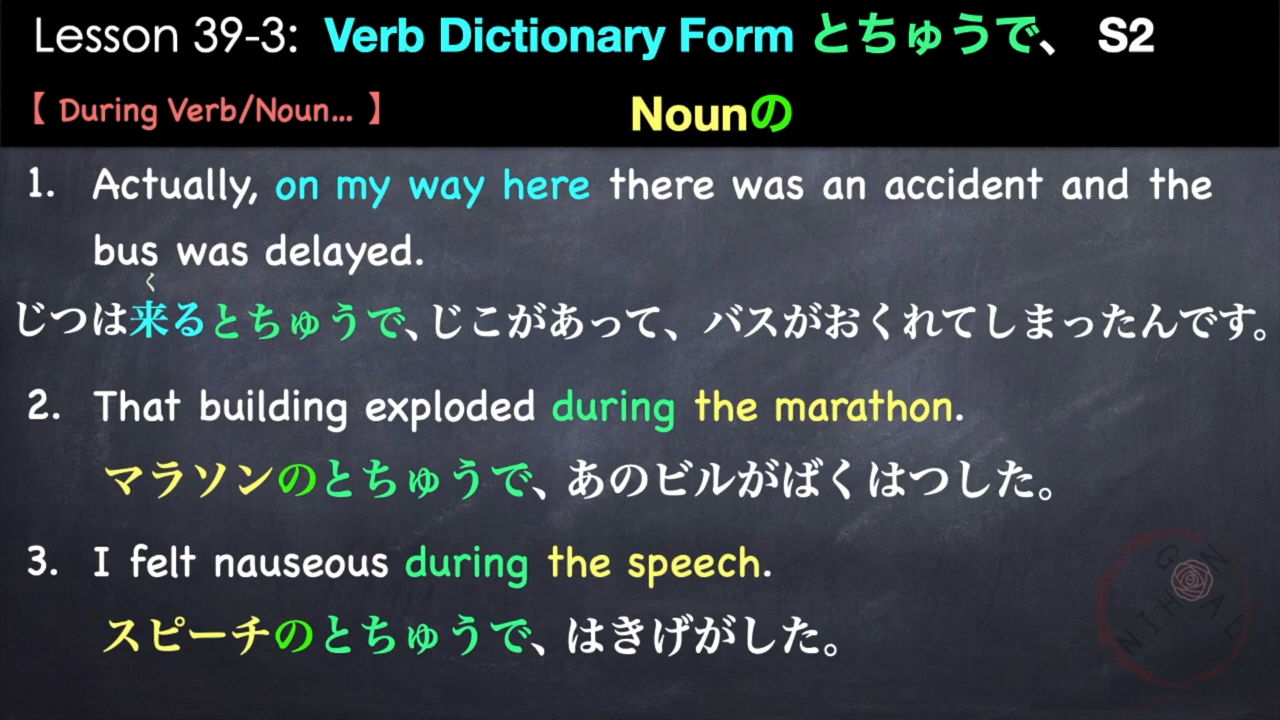 Lesson 39-3: Verb Dictionary Form とちゅうで、 S2
【 During Verb/Noun... 】
Nounの
1. Actually, on my way here there was an accident and the
bus was delayed.
く
じつは来るとちゅうで、じこがあって、バスがおくれてしまったんです。
2. That building exploded during the marathon.
マラソンのとちゅうで、あのビルがばくはつした。
3. I felt nauseous during the speech.
スピーチのとちゅうで、はきげがした。
NIHONGOAL